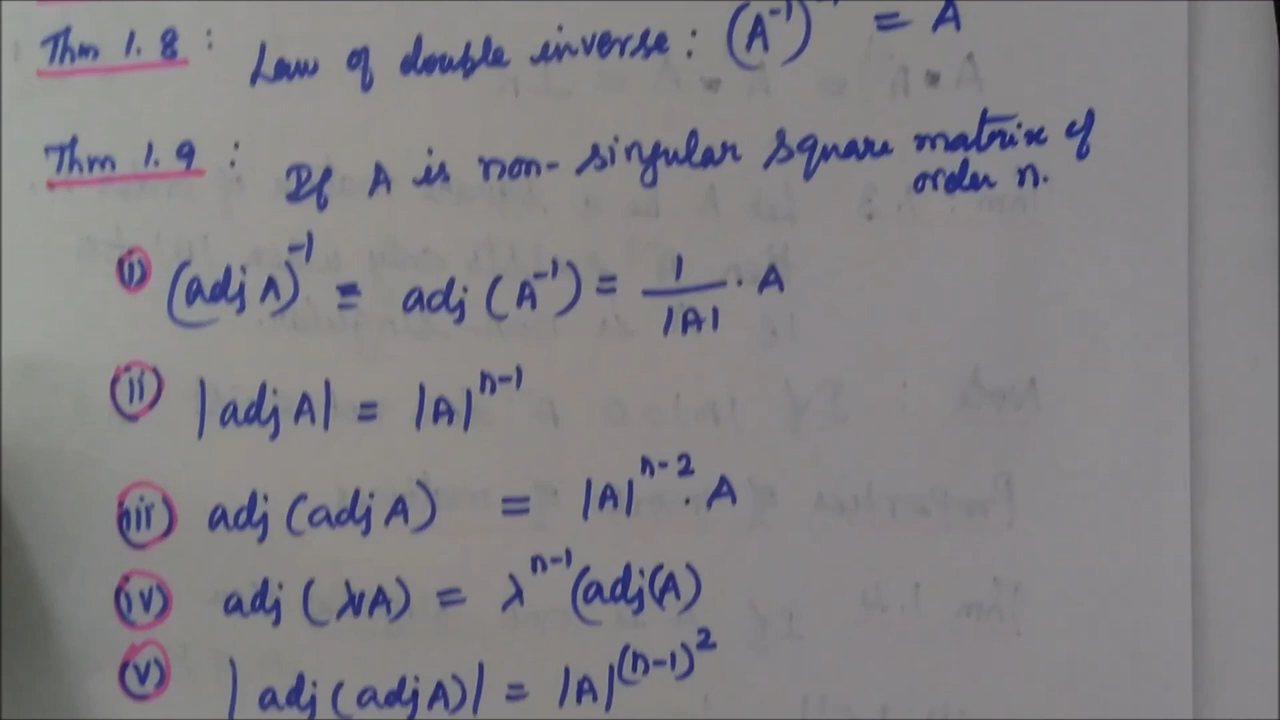 Thm 1.8 : Law of double inverse : (A⁻¹)⁻¹ = A
Thm 1.9 : If A is non-singular square matrix of
order n.
(i) (adj A)⁻¹ = adj (A⁻¹) = 1/|A| . A
(ii) |adj A| = |A|ⁿ⁻¹
(iii) adj (adj A) = |A|ⁿ⁻² . A
(iv) adj (λA) = λⁿ⁻¹ (adj(A)
(v) |adj (adj A)| = |A|⁽ⁿ⁻¹⁾²